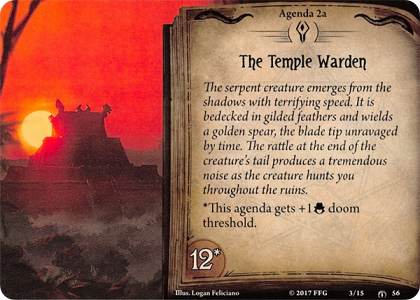 Agenda 2a
The Temple Warden
The serpent creature emerges from the
shadows with terrifying speed. It is
bedecked in gilded feathers and wields
a golden spear, the blade tip unravaged
by time. The rattle at the end of the
creature's tail produces a tremendous
noise as the creature hunts you
throughout the ruins.
*This agenda gets +1 doom
threshold.
12*
Illus. Logan Feliciano © 2017 FFG 3/15 56